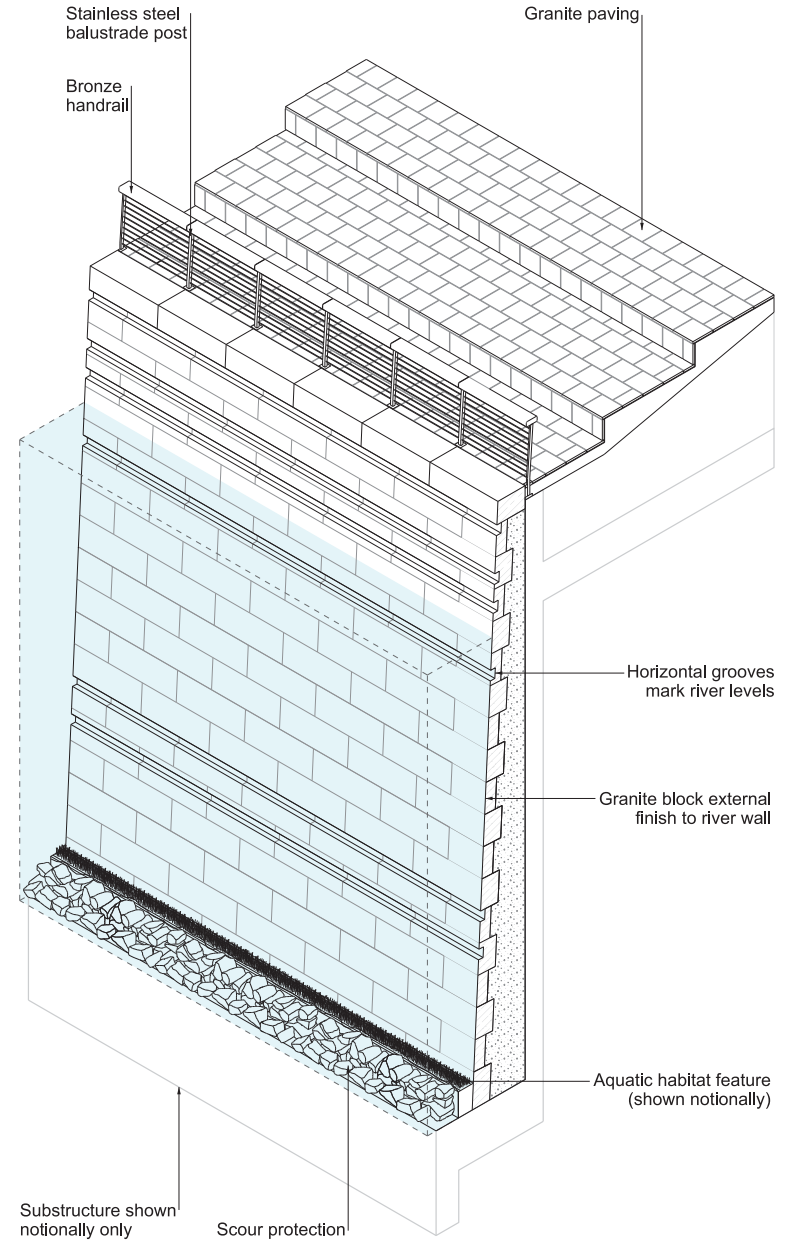 Stainless steel
balustrade post
Granite paving
Bronze
handrail
Horizontal grooves
mark river levels
Granite block external
finish to river wall
Aquatic habitat feature
(shown notionally)
Substructure shown
notionally only
Scour protection